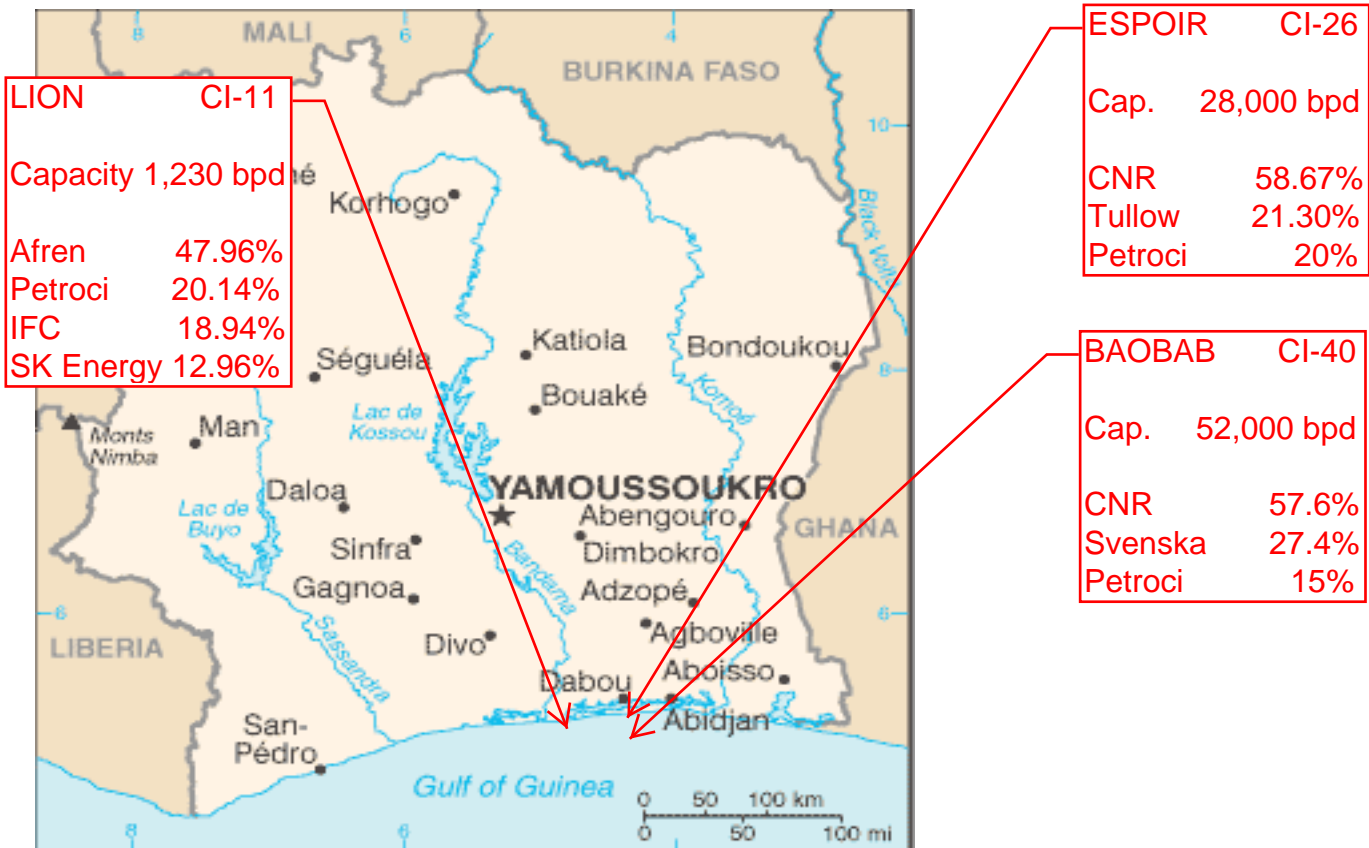 LION CI-11
Capacity 1,230 bpd
Afren 47.96%
Petroci 20.14%
IFC 18.94%
SK Energy 12.96%
ESPOIR CI-26
Cap. 28,000 bpd
CNR 58.67%
Tullow 21.30%
Petroci 20%
BAOBAB CI-40
Cap. 52,000 bpd
CNR 57.6%
Svenska 27.4%
Petroci 15%
8
6
4
MALI
BURKINA FASO
10
né
Korhogo
Black Volta
Katiola
Bondoukou
Séguéla
8
Bouaké
Komoé
Lac de
Kossou
Man
Monts
Nimba
YAMOUSSOUKRO
Daloa
Lac de
Buyo
Abengouro
GHANA
Sinfra
Dimbokro
Bandama
Gagnoa
Adzopé
6
6
Sassandra
Divo
Agboville
LIBERIA
Dabou
Aboisso
Abidjan
San-
Pédro
Gulf of Guinea
0 50 100 km
0 50 100 mi
8
6